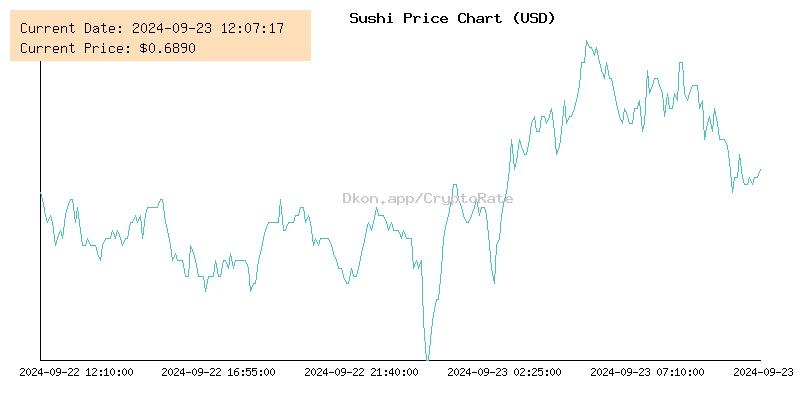 Sushi Price Chart (USD)
Current Date: 2024-09-23 12:07:17
Current Price: $0.6890
Dkon.app/CryptoRate
2024-09-22 12:10:00 2024-09-22 16:55:00 2024-09-22 21:40:00 2024-09-23 02:25:00 2024-09-23 07:10:00 2024-09-23